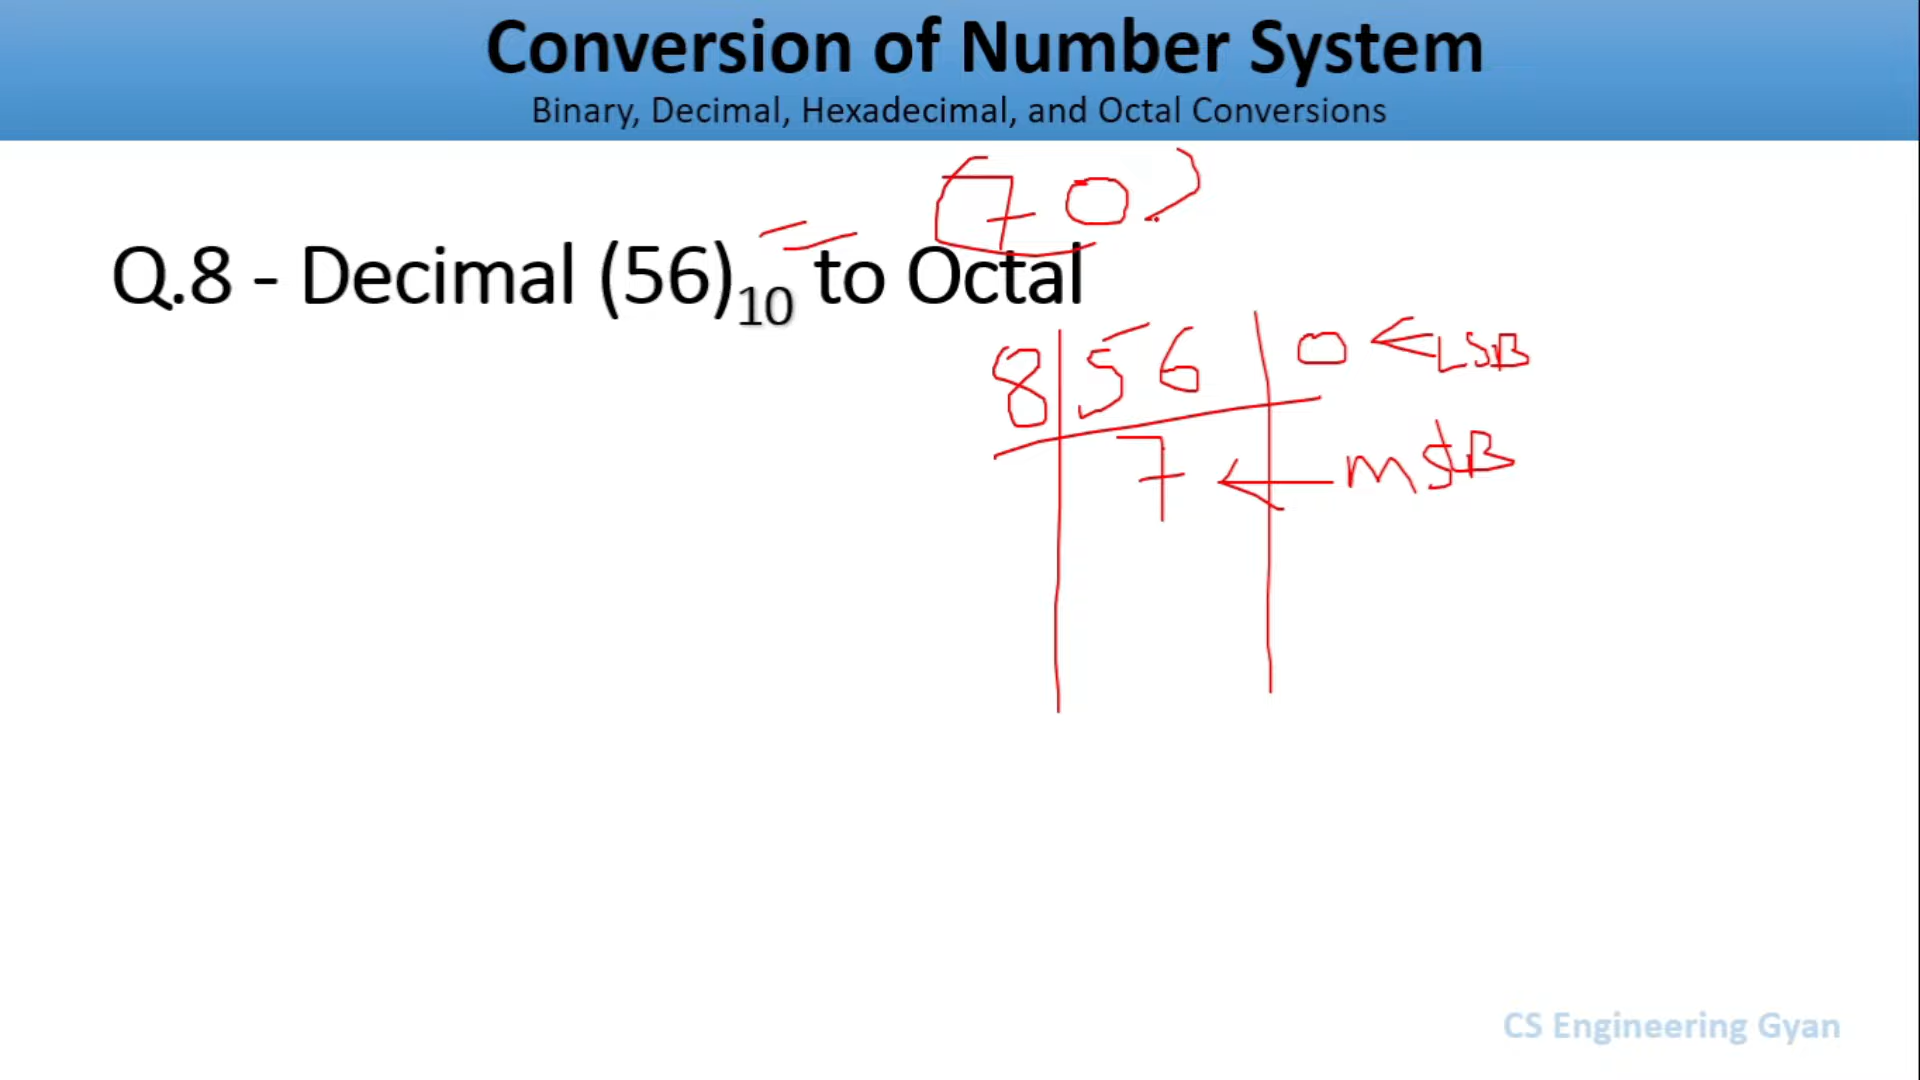 Conversion of Number System
Binary, Decimal, Hexadecimal, and Octal Conversions
= (70)
Q.8 - Decimal (56)10 to Octal
8 56 0 ← LSB
7 ← MSB
CS Engineering Gyan